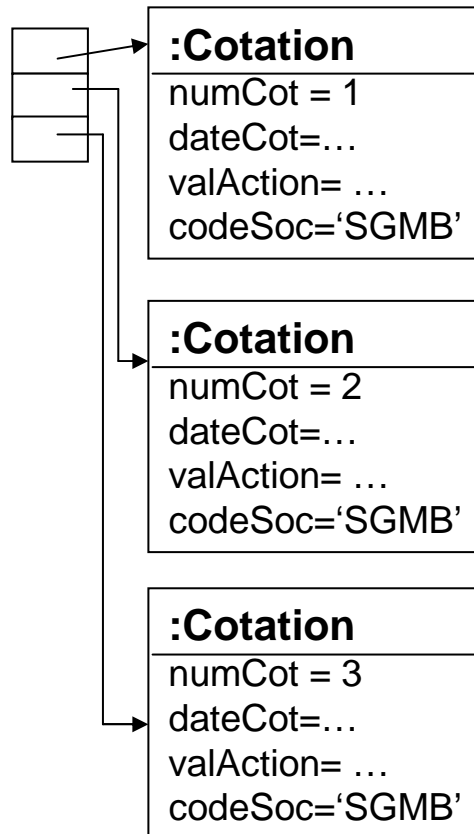 :Cotation
numCot = 1
dateCot=…
valAction= …
codeSoc=‘SGMB’
:Cotation
numCot = 2
dateCot=…
valAction= …
codeSoc=‘SGMB’
:Cotation
numCot = 3
dateCot=…
valAction= …
codeSoc=‘SGMB’